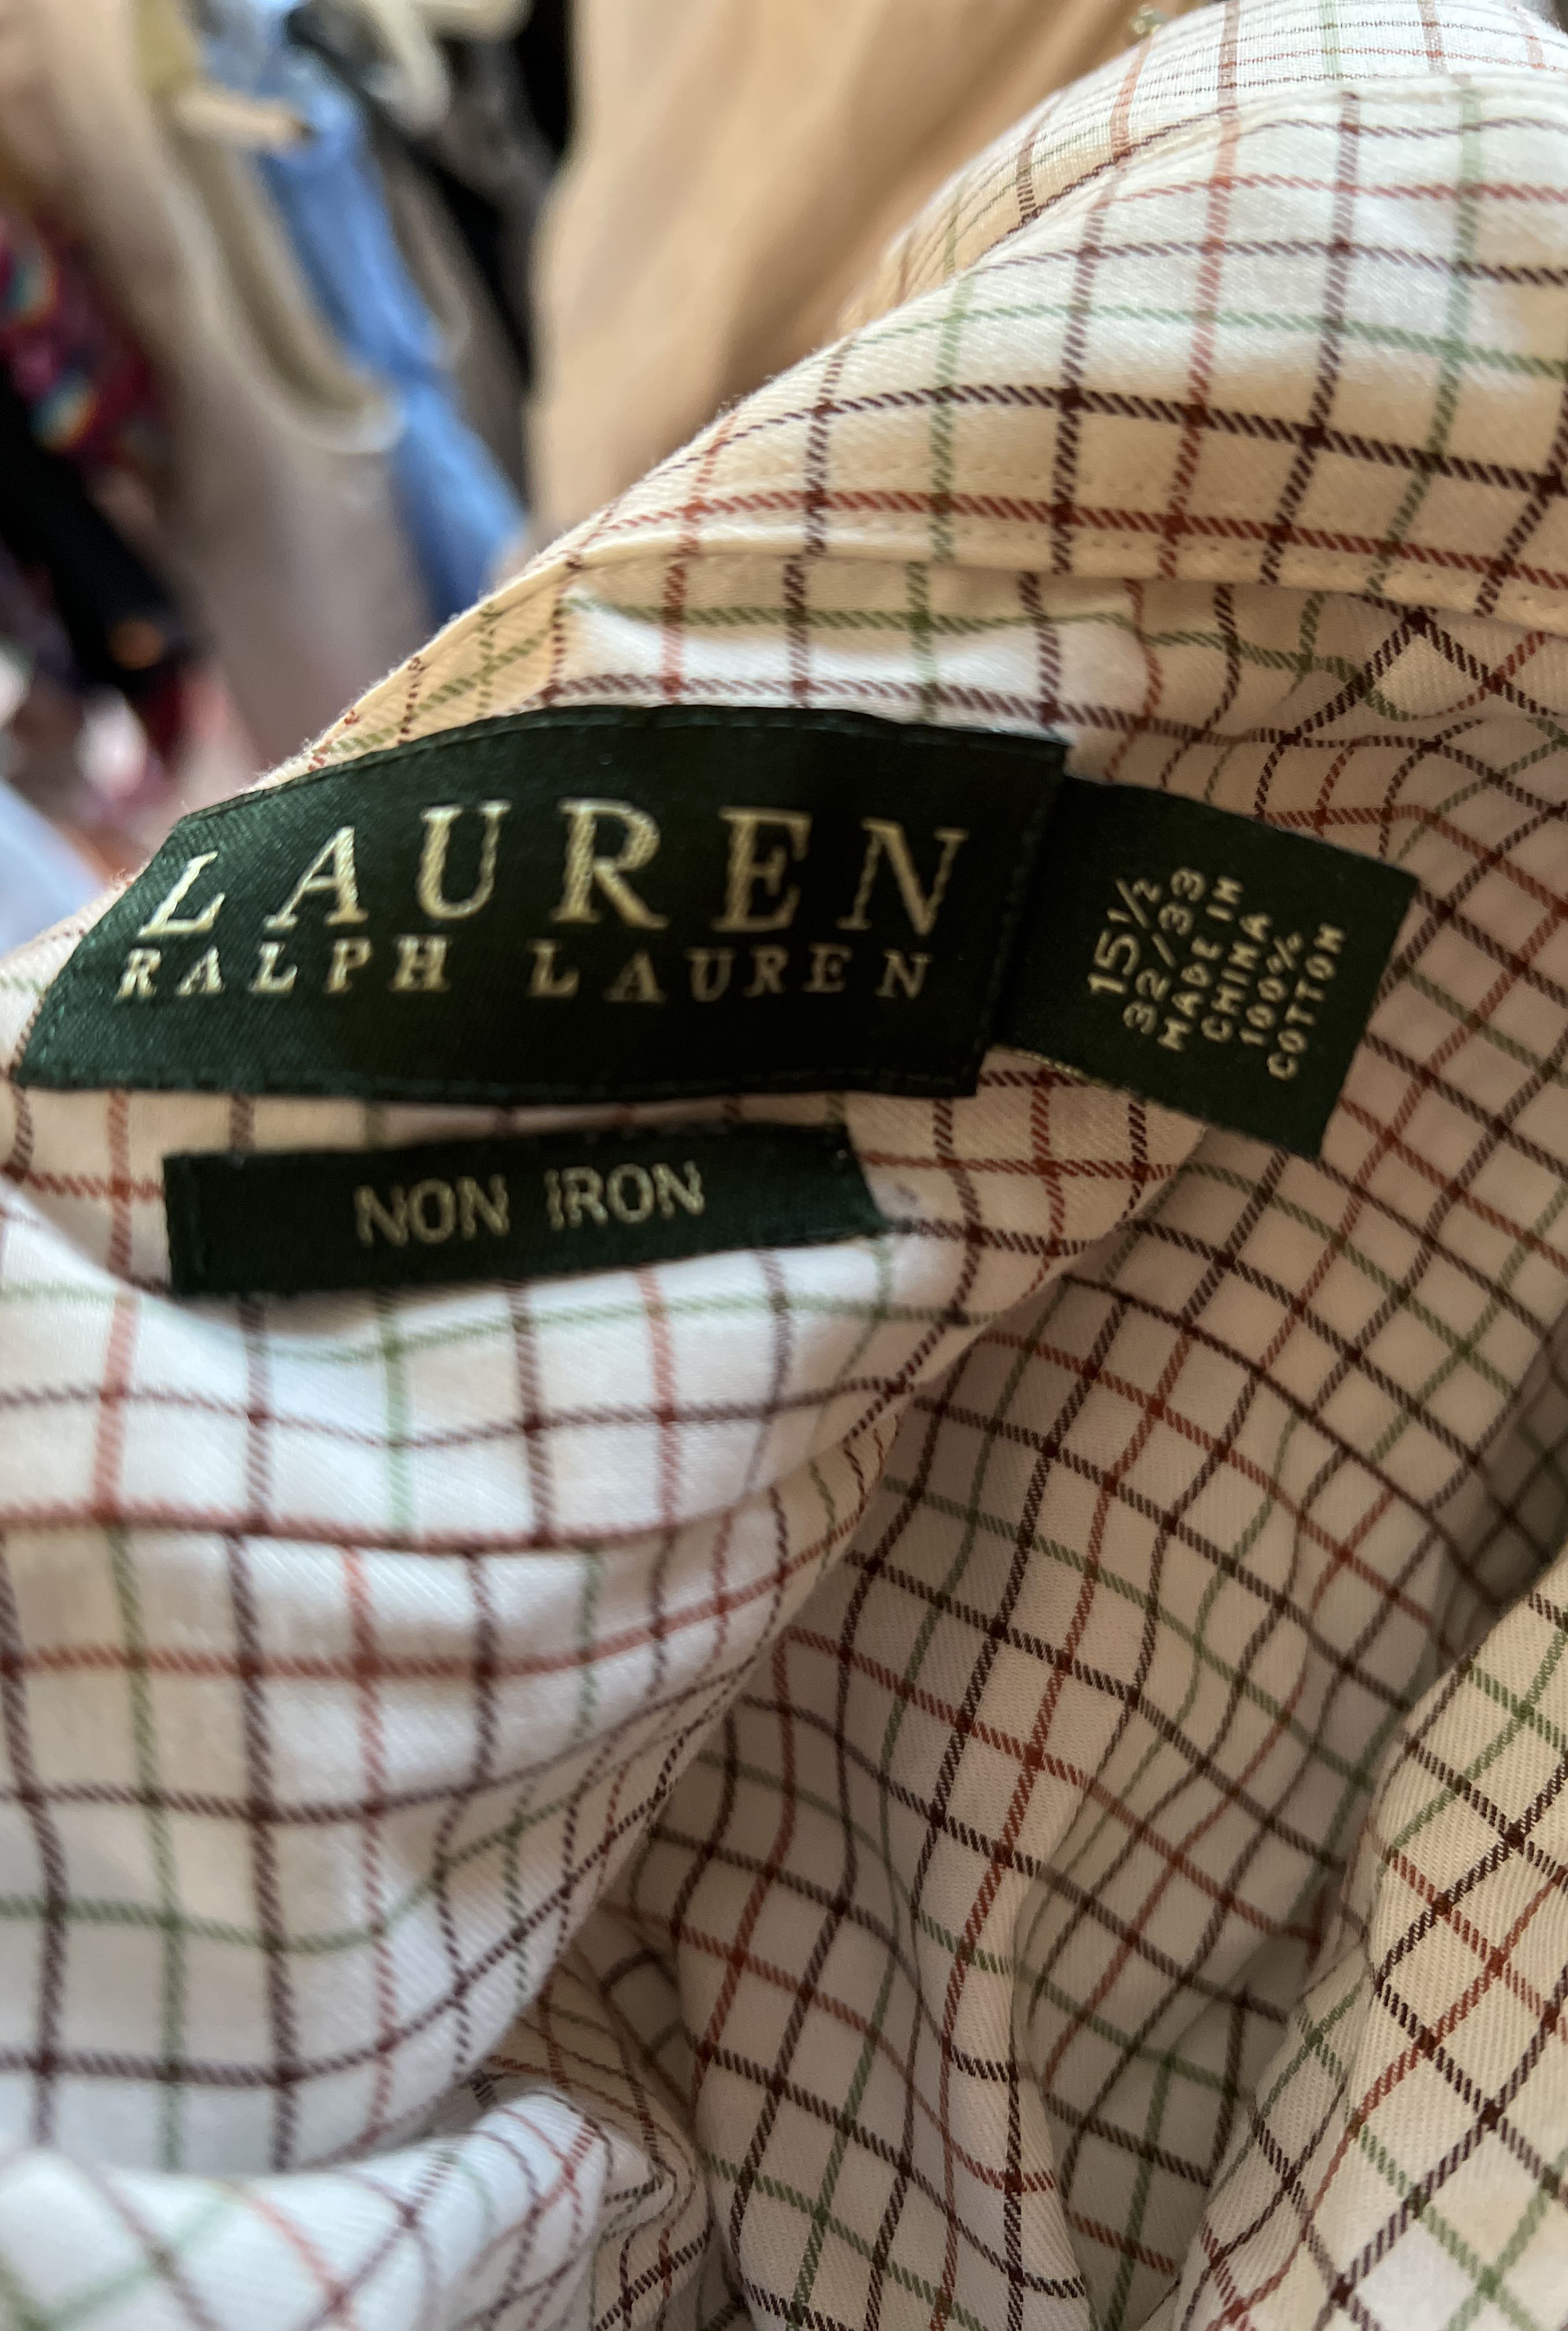 LAUREN
RALPH LAUREN
15½
32/33
MADE IN
CHINA
100%
COTTON
NON IRON